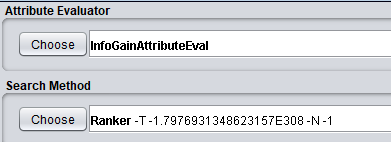 Attribute Evaluator
Choose InfoGainAttributeEval
Search Method
Choose Ranker -T -1.7976931348623157E308 -N -1